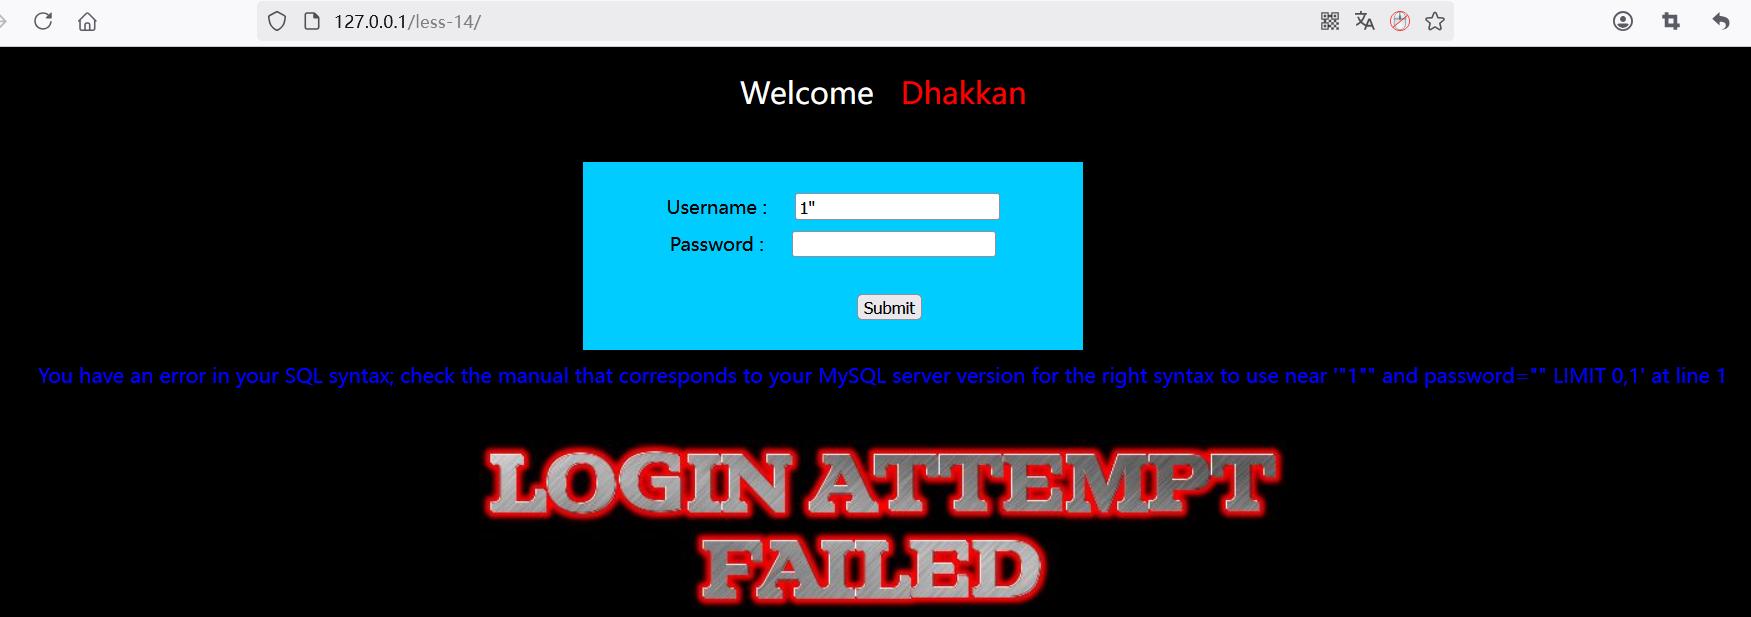 127.0.0.1/less-14/
Welcome Dhakkan
Username : 1"
Password :
Submit
You have an error in your SQL syntax; check the manual that corresponds to your MySQL server version for the right syntax to use near '"1"" and password="" LIMIT 0,1' at line 1
LOGIN ATTEMPT
FAILED